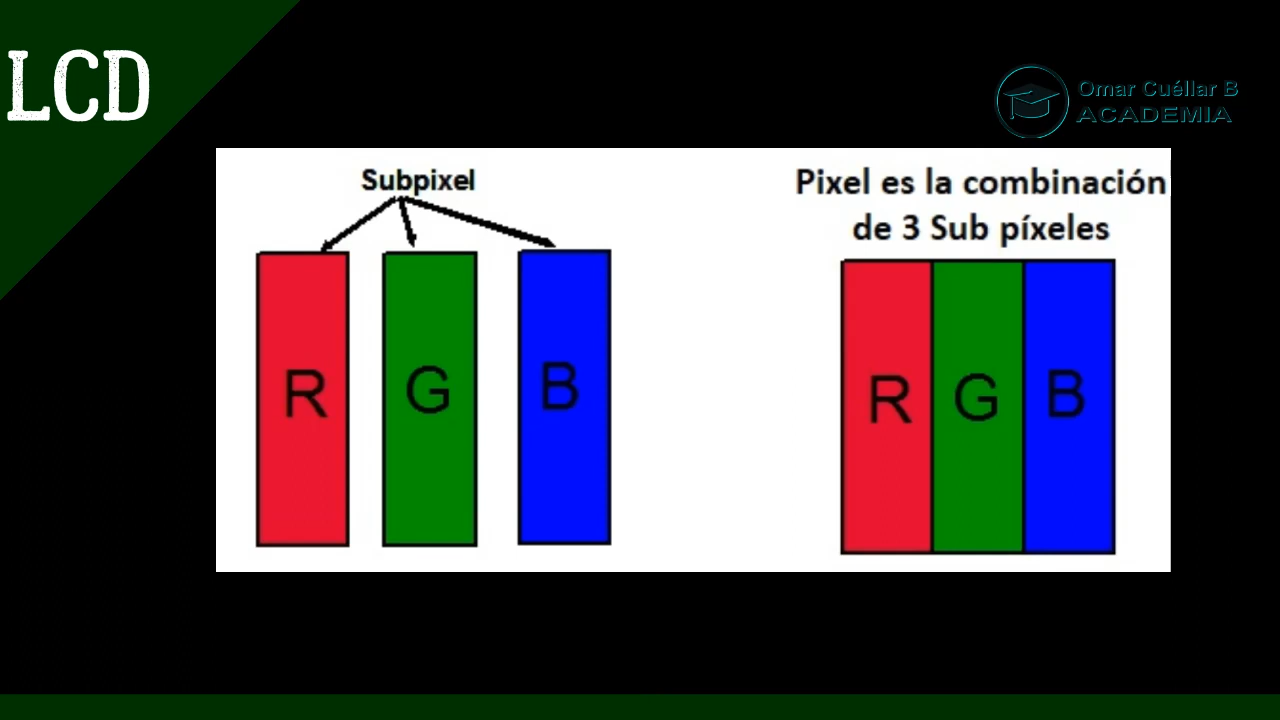 LCD
Omar Cuéllar B
ACADEMIA
Subpixel
R
G
B
Pixel es la combinación
de 3 Sub píxeles
R
G
B